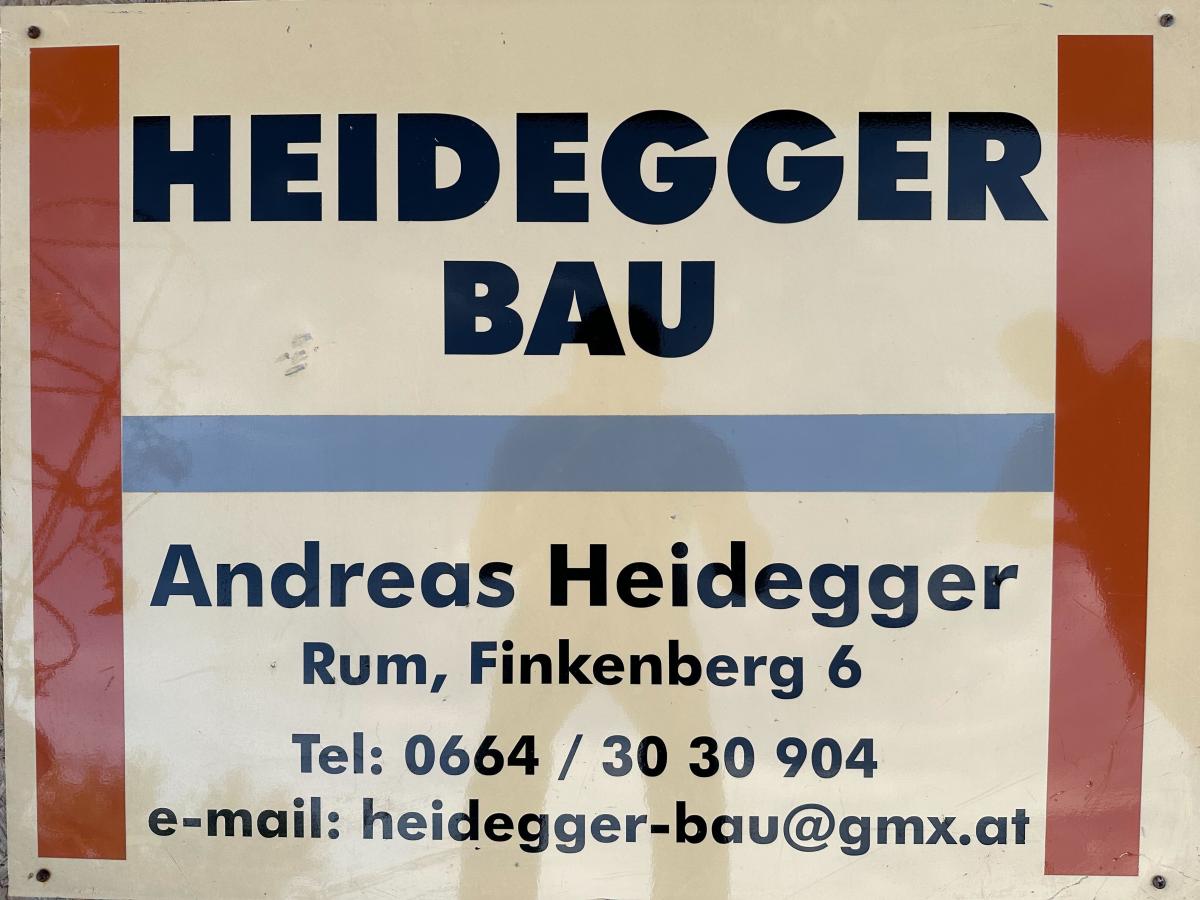 HEIDEGGER
BAU
Andreas Heidegger
Rum, Finkenberg 6
Tel: 0664 / 30 30 904
e-mail: heidegger-bau@gmx.at